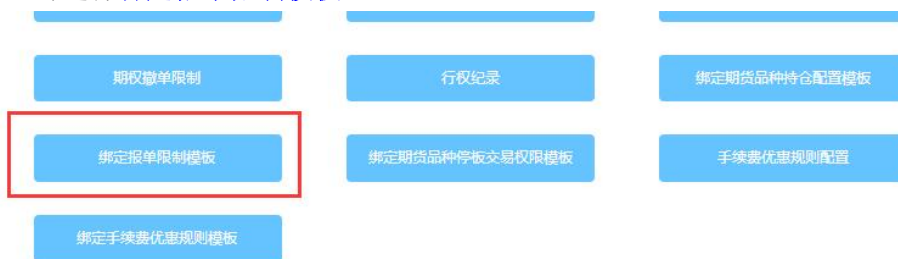 期权撤单限制
行权纪录
绑定期货品种持仓配置模板
绑定报单限制模板
绑定期货品种停板交易权限模板
手续费优惠规则配置
绑定手续费优惠规则模板